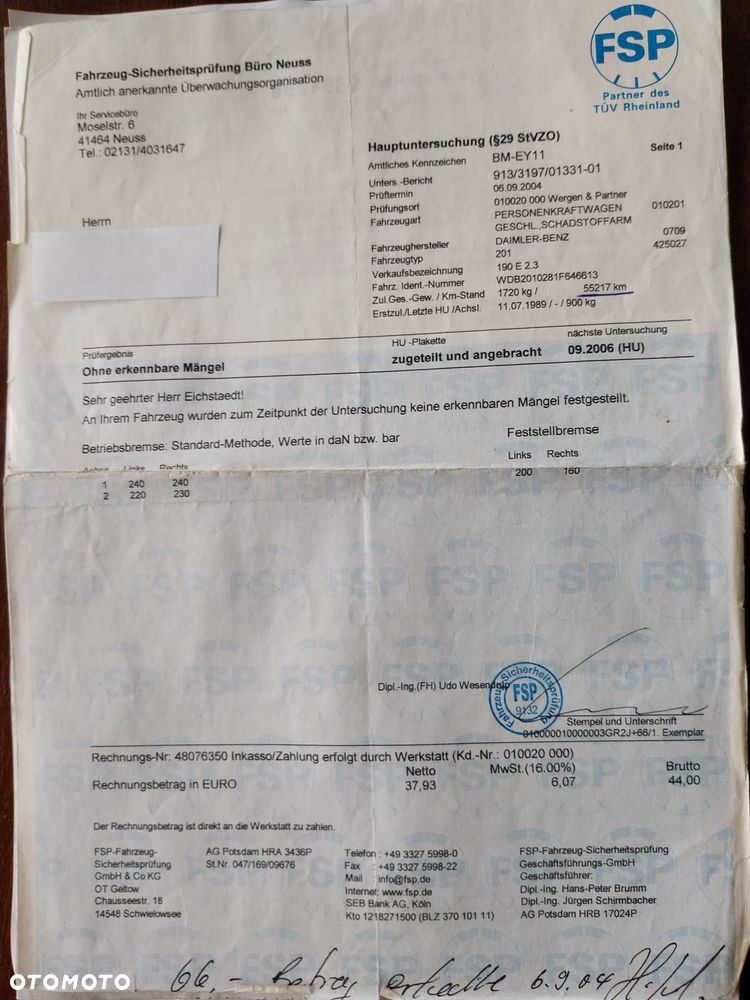 FSP
Partner des
TÜV Rheinland
Fahrzeug-Sicherheitsprüfung Büro Neuss
Amtlich anerkannte Überwachungsorganisation
Ihr Servicebüro
Moselstr. 6
41464 Neuss
Tel.: 02131/4031647
Herrn
Hauptuntersuchung (§29 StVZO) Seite 1
Amtliches Kennzeichen BM-EY11
Unters.-Bericht 913/3197/01331-01
Prüftermin 06.09.2004
Prüfungsort 010020 000 Wergen & Partner
Fahrzeugart PERSONENKRAFTWAGEN 010201
GESCHL.,SCHADSTOFFARM
Fahrzeughersteller DAIMLER-BENZ 0709
Fahrzeugtyp 201 425027
Verkaufsbezeichnung 190 E 2.3
Fahrz. Ident.-Nummer WDB2010281F646613
Zul.Ges.-Gew. / Km-Stand 1720 kg / 55217 km
Erstzul./Letzte HU /Achsl. 11.07.1989 / - / 900 kg
Prüfergebnis HU -Plakette nächste Untersuchung
Ohne erkennbare Mängel zugeteilt und angebracht 09.2006 (HU)
Sehr geehrter Herr Eichstaedt!
An Ihrem Fahrzeug wurden zum Zeitpunkt der Untersuchung keine erkennbaren Mängel festgestellt.
Betriebsbremse: Standard-Methode, Werte in daN bzw. bar Feststellbremse
Links Rechts
Achse Links Rechts 200 160
1 240 240
2 220 230
Dipl.-Ing.(FH) Udo Wesendrup
Fahrzeug-Sicherheitsprüfung
FSP
9132
Stempel und Unterschrift
010000010000003GR2J+66/1. Exemplar
Rechnungs-Nr: 48076350 Inkasso/Zahlung erfolgt durch Werkstatt (Kd.-Nr.: 010020 000)
Netto MwSt.(16.00%) Brutto
Rechnungsbetrag in EURO 37,93 6,07 44,00
Der Rechnungsbetrag ist direkt an die Werkstatt zu zahlen.
FSP-Fahrzeug-
Sicherheitsprüfung
GmbH & Co KG
OT Geltow
Chausseestr. 18
14548 Schwielowsee
AG Potsdam HRA 3436P
St.Nr. 047/169/09676
Telefon : +49 3327 5998-0
Fax : +49 3327 5998-22
Mail : info@fsp.de
Internet: www.fsp.de
SEB Bank AG, Köln
Kto 1218271500 (BLZ 370 101 11)
FSP-Fahrzeug-Sicherheitsprüfung
Geschäftsführungs-GmbH
Geschäftsführer:
Dipl.-Ing. Hans-Peter Brumm
Dipl.-Ing. Jürgen Schirmbacher
AG Potsdam HRB 17024P
66,- Betrag erhalte 6.9.04
OTOMOTO